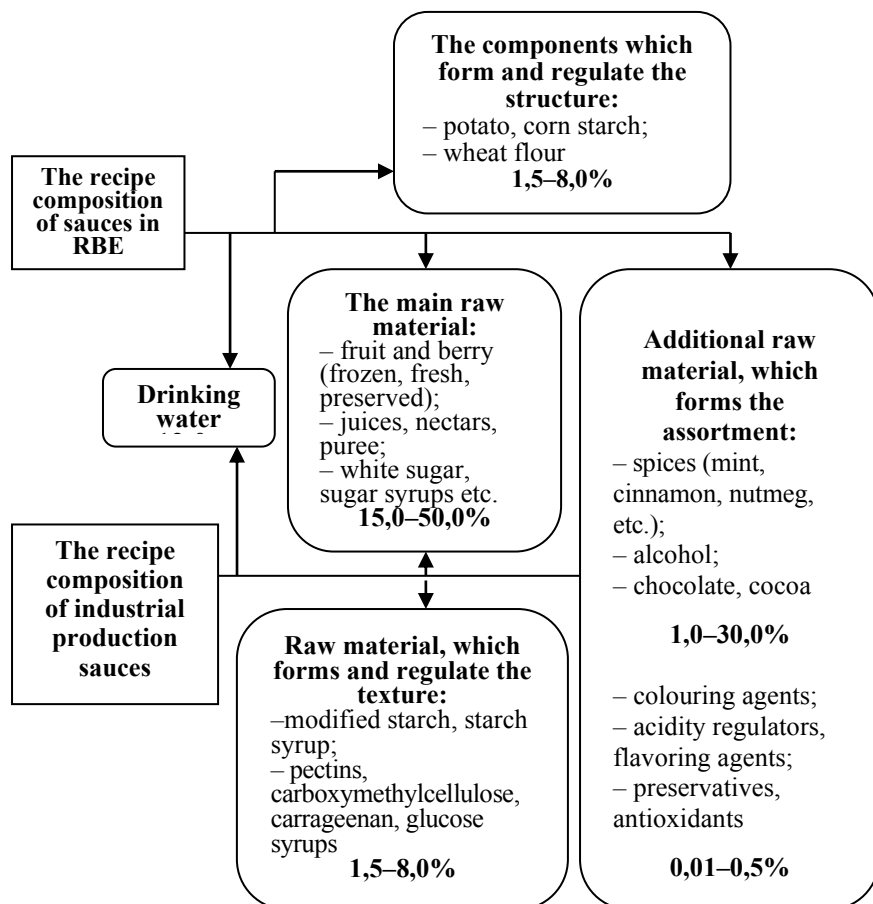 The components which
form and regulate the
structure:
– potato, corn starch;
– wheat flour
1,5–8,0%
The recipe
composition
of sauces in
RBE
The main raw
material:
– fruit and berry
(frozen, fresh,
preserved);
– juices, nectars,
puree;
– white sugar,
sugar syrups etc.
15,0–50,0%
Additional raw
material, which
forms the
assortment:
– spices (mint,
cinnamon, nutmeg,
etc.);
– alcohol;
– chocolate, cocoa
1,0–30,0%
– colouring agents;
– acidity regulators,
flavoring agents;
– preservatives,
antioxidants
0,01–0,5%
Drinking
water
The recipe
composition
of industrial
production
sauces
Raw material, which
forms and regulate the
texture:
–modified starch, starch
syrup;
– pectins,
carboxymethylcellulose,
carrageenan, glucose
syrups
1,5–8,0%